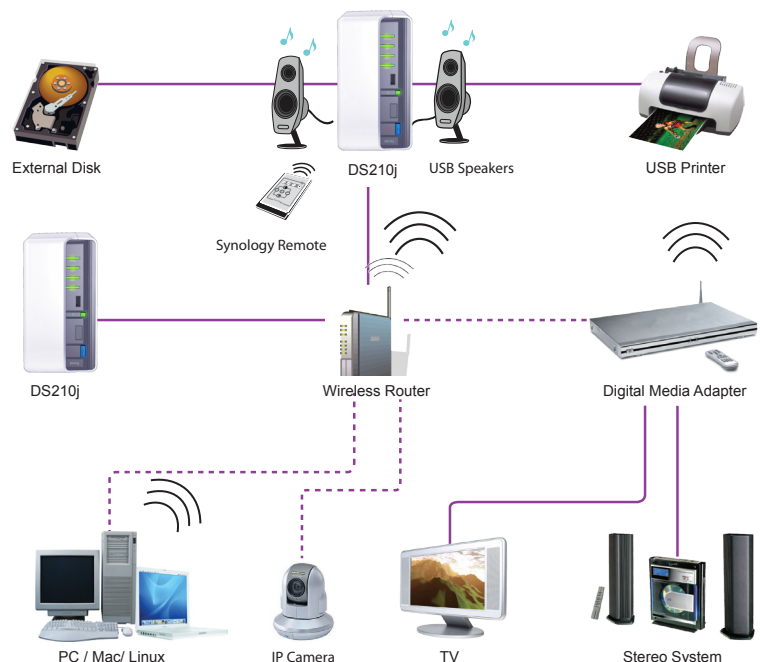 External Disk
DS210j
USB Speakers
USB Printer
Synology Remote
DS210j
Wireless Router
Digital Media Adapter
PC / Mac/ Linux
IP Camera
TV
Stereo System